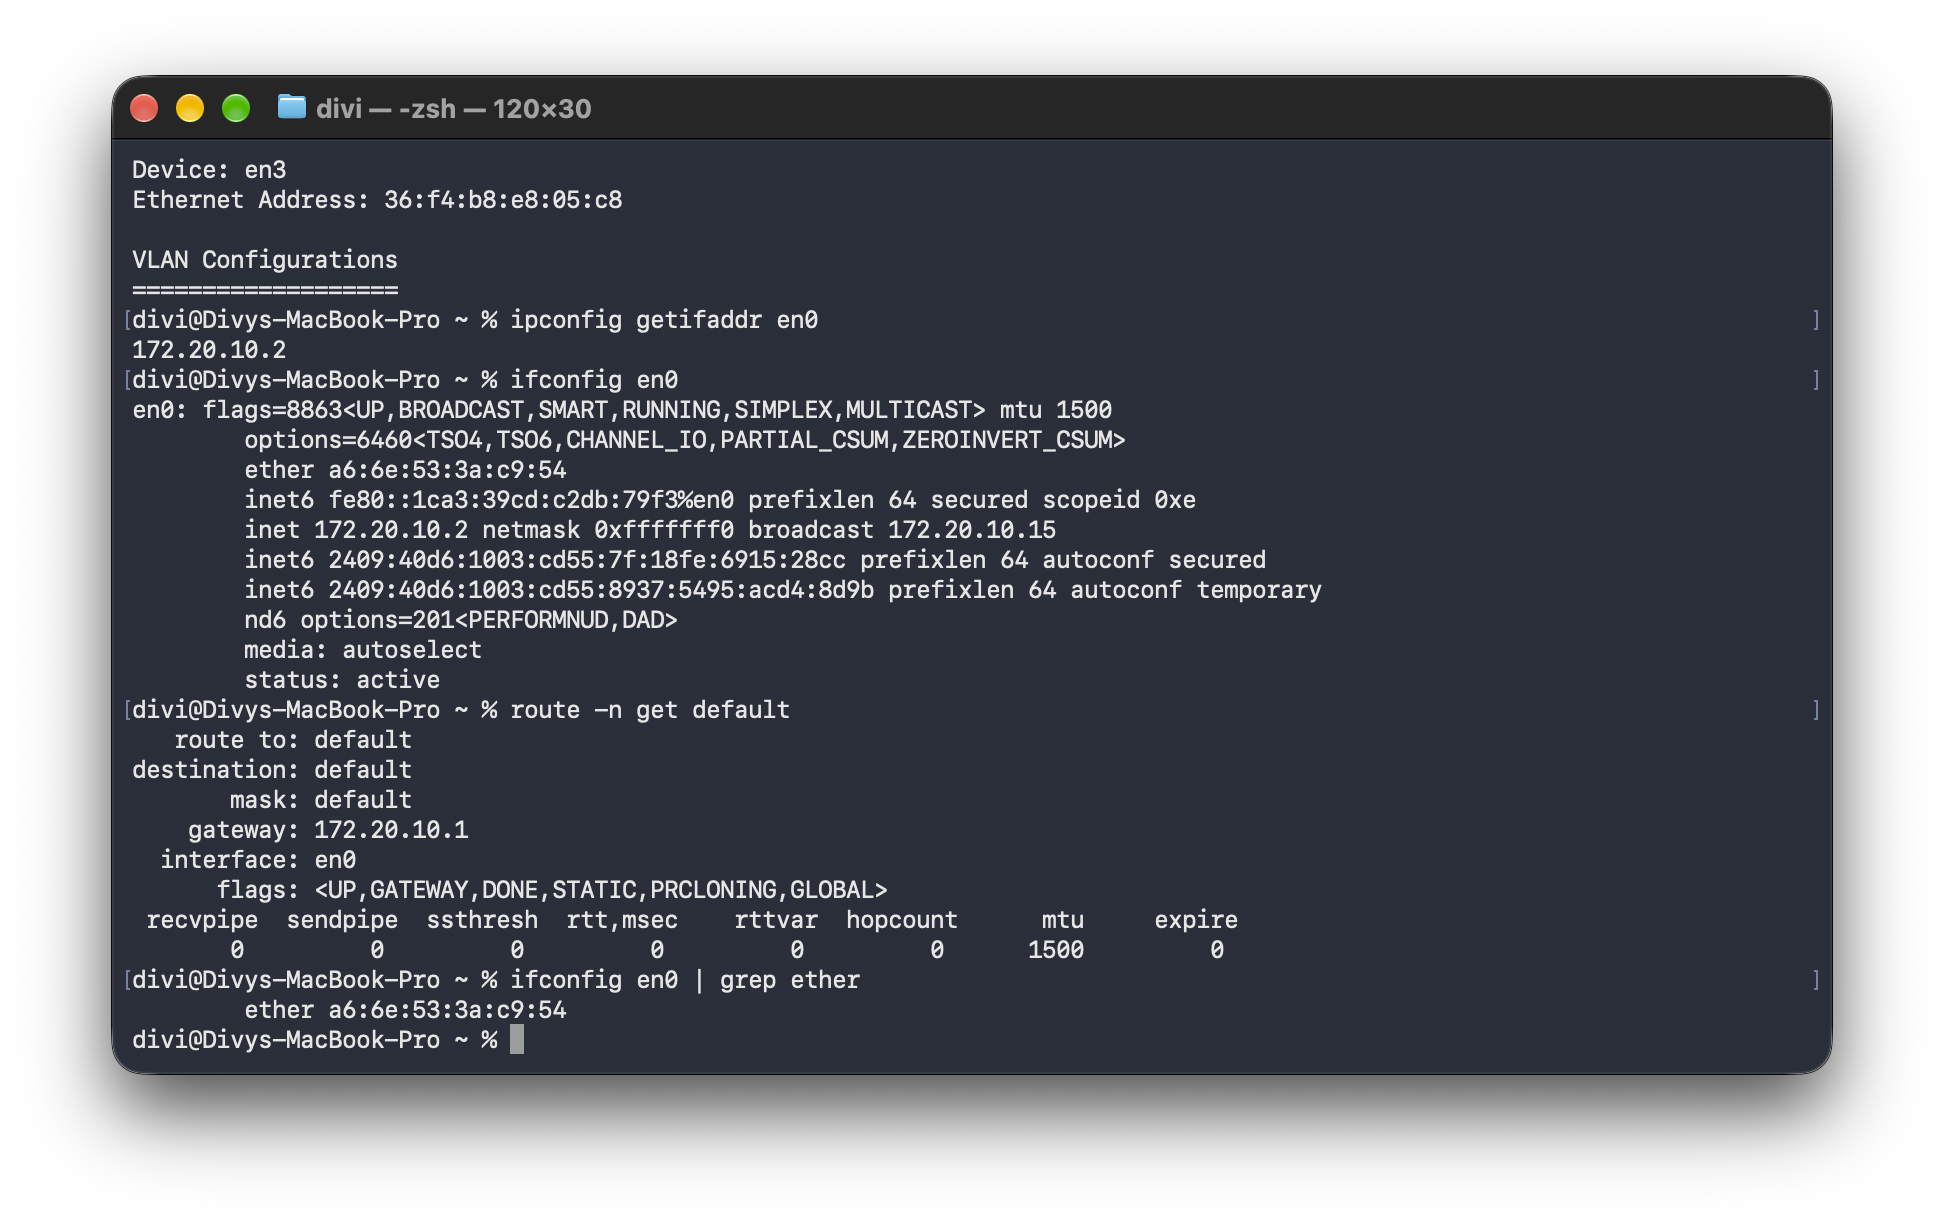 divi — -zsh — 120×30
Device: en3
Ethernet Address: 36:f4:b8:e8:05:c8

VLAN Configurations
===================
[divi@Divys-MacBook-Pro ~ % ipconfig getifaddr en0 ]
172.20.10.2
[divi@Divys-MacBook-Pro ~ % ifconfig en0 ]
en0: flags=8863<UP,BROADCAST,SMART,RUNNING,SIMPLEX,MULTICAST> mtu 1500
        options=6460<TSO4,TSO6,CHANNEL_IO,PARTIAL_CSUM,ZEROINVERT_CSUM>
        ether a6:6e:53:3a:c9:54
        inet6 fe80::1ca3:39cd:c2db:79f3%en0 prefixlen 64 secured scopeid 0xe
        inet 172.20.10.2 netmask 0xfffffff0 broadcast 172.20.10.15
        inet6 2409:40d6:1003:cd55:7f:18fe:6915:28cc prefixlen 64 autoconf secured
        inet6 2409:40d6:1003:cd55:8937:5495:acd4:8d9b prefixlen 64 autoconf temporary
        nd6 options=201<PERFORMNUD,DAD>
        media: autoselect
        status: active
[divi@Divys-MacBook-Pro ~ % route -n get default ]
   route to: default
destination: default
       mask: default
    gateway: 172.20.10.1
  interface: en0
      flags: <UP,GATEWAY,DONE,STATIC,PRCLONING,GLOBAL>
 recvpipe  sendpipe  ssthresh  rtt,msec    rttvar  hopcount      mtu     expire
       0         0         0         0         0         0      1500         0
[divi@Divys-MacBook-Pro ~ % ifconfig en0 | grep ether ]
        ether a6:6e:53:3a:c9:54
divi@Divys-MacBook-Pro ~ %